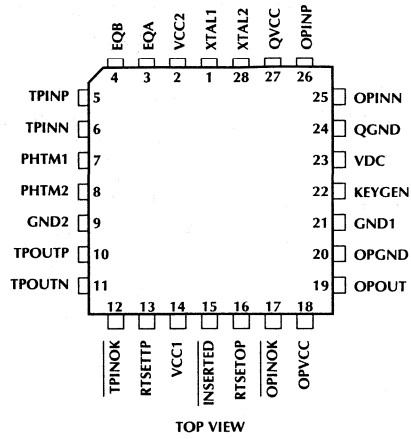 EQB
EQA
VCC2
XTAL1
XTAL2
QVCC
OPINP
4 3 2 1 28 27 26
TPINP 5
TPINN 6
PHTM1 7
PHTM2 8
GND2 9
TPOUTP 10
TPOUTN 11
25 OPINN
24 QGND
23 VDC
22 KEYGEN
21 GND1
20 OPGND
19 OPOUT
12 13 14 15 16 17 18
TPINOK
RTSETTP
VCC1
INSERTED
RTSETOP
OPINOK
OPVCC
TOP VIEW